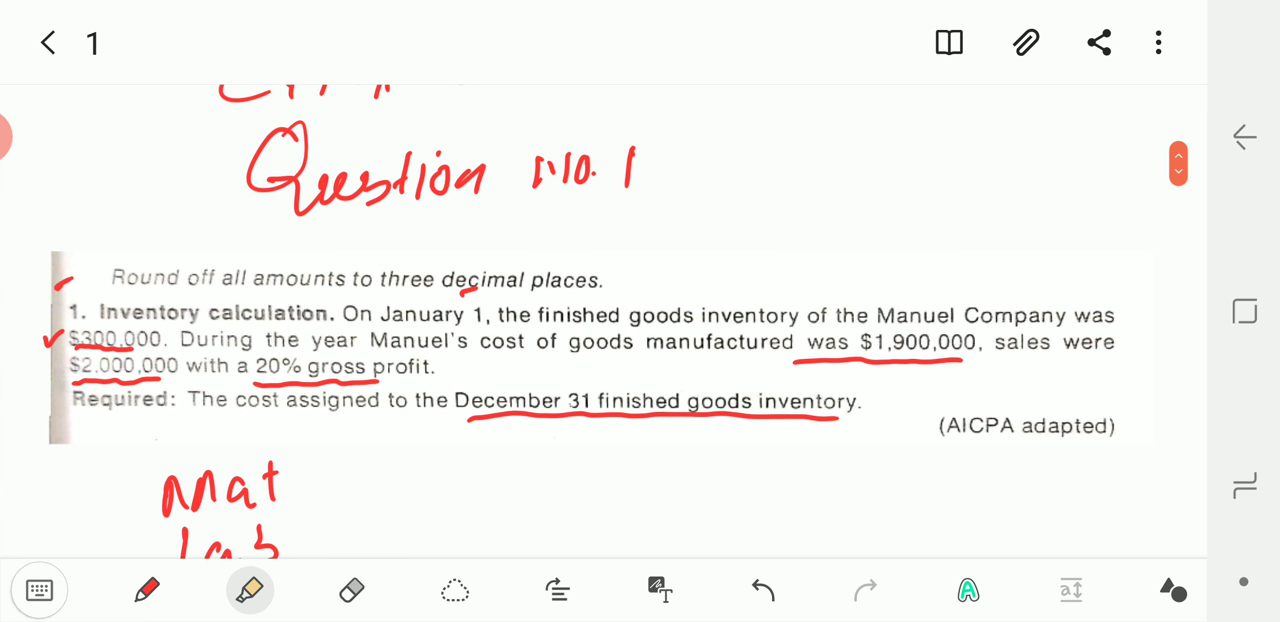 1
Question No. 1
Round off all amounts to three decimal places.
1. Inventory calculation. On January 1, the finished goods inventory of the Manuel Company was
$300,000. During the year Manuel's cost of goods manufactured was $1,900,000, sales were
$2,000,000 with a 20% gross profit.
Required: The cost assigned to the December 31 finished goods inventory.
(AICPA adapted)
Mat
Lab
T
A
a